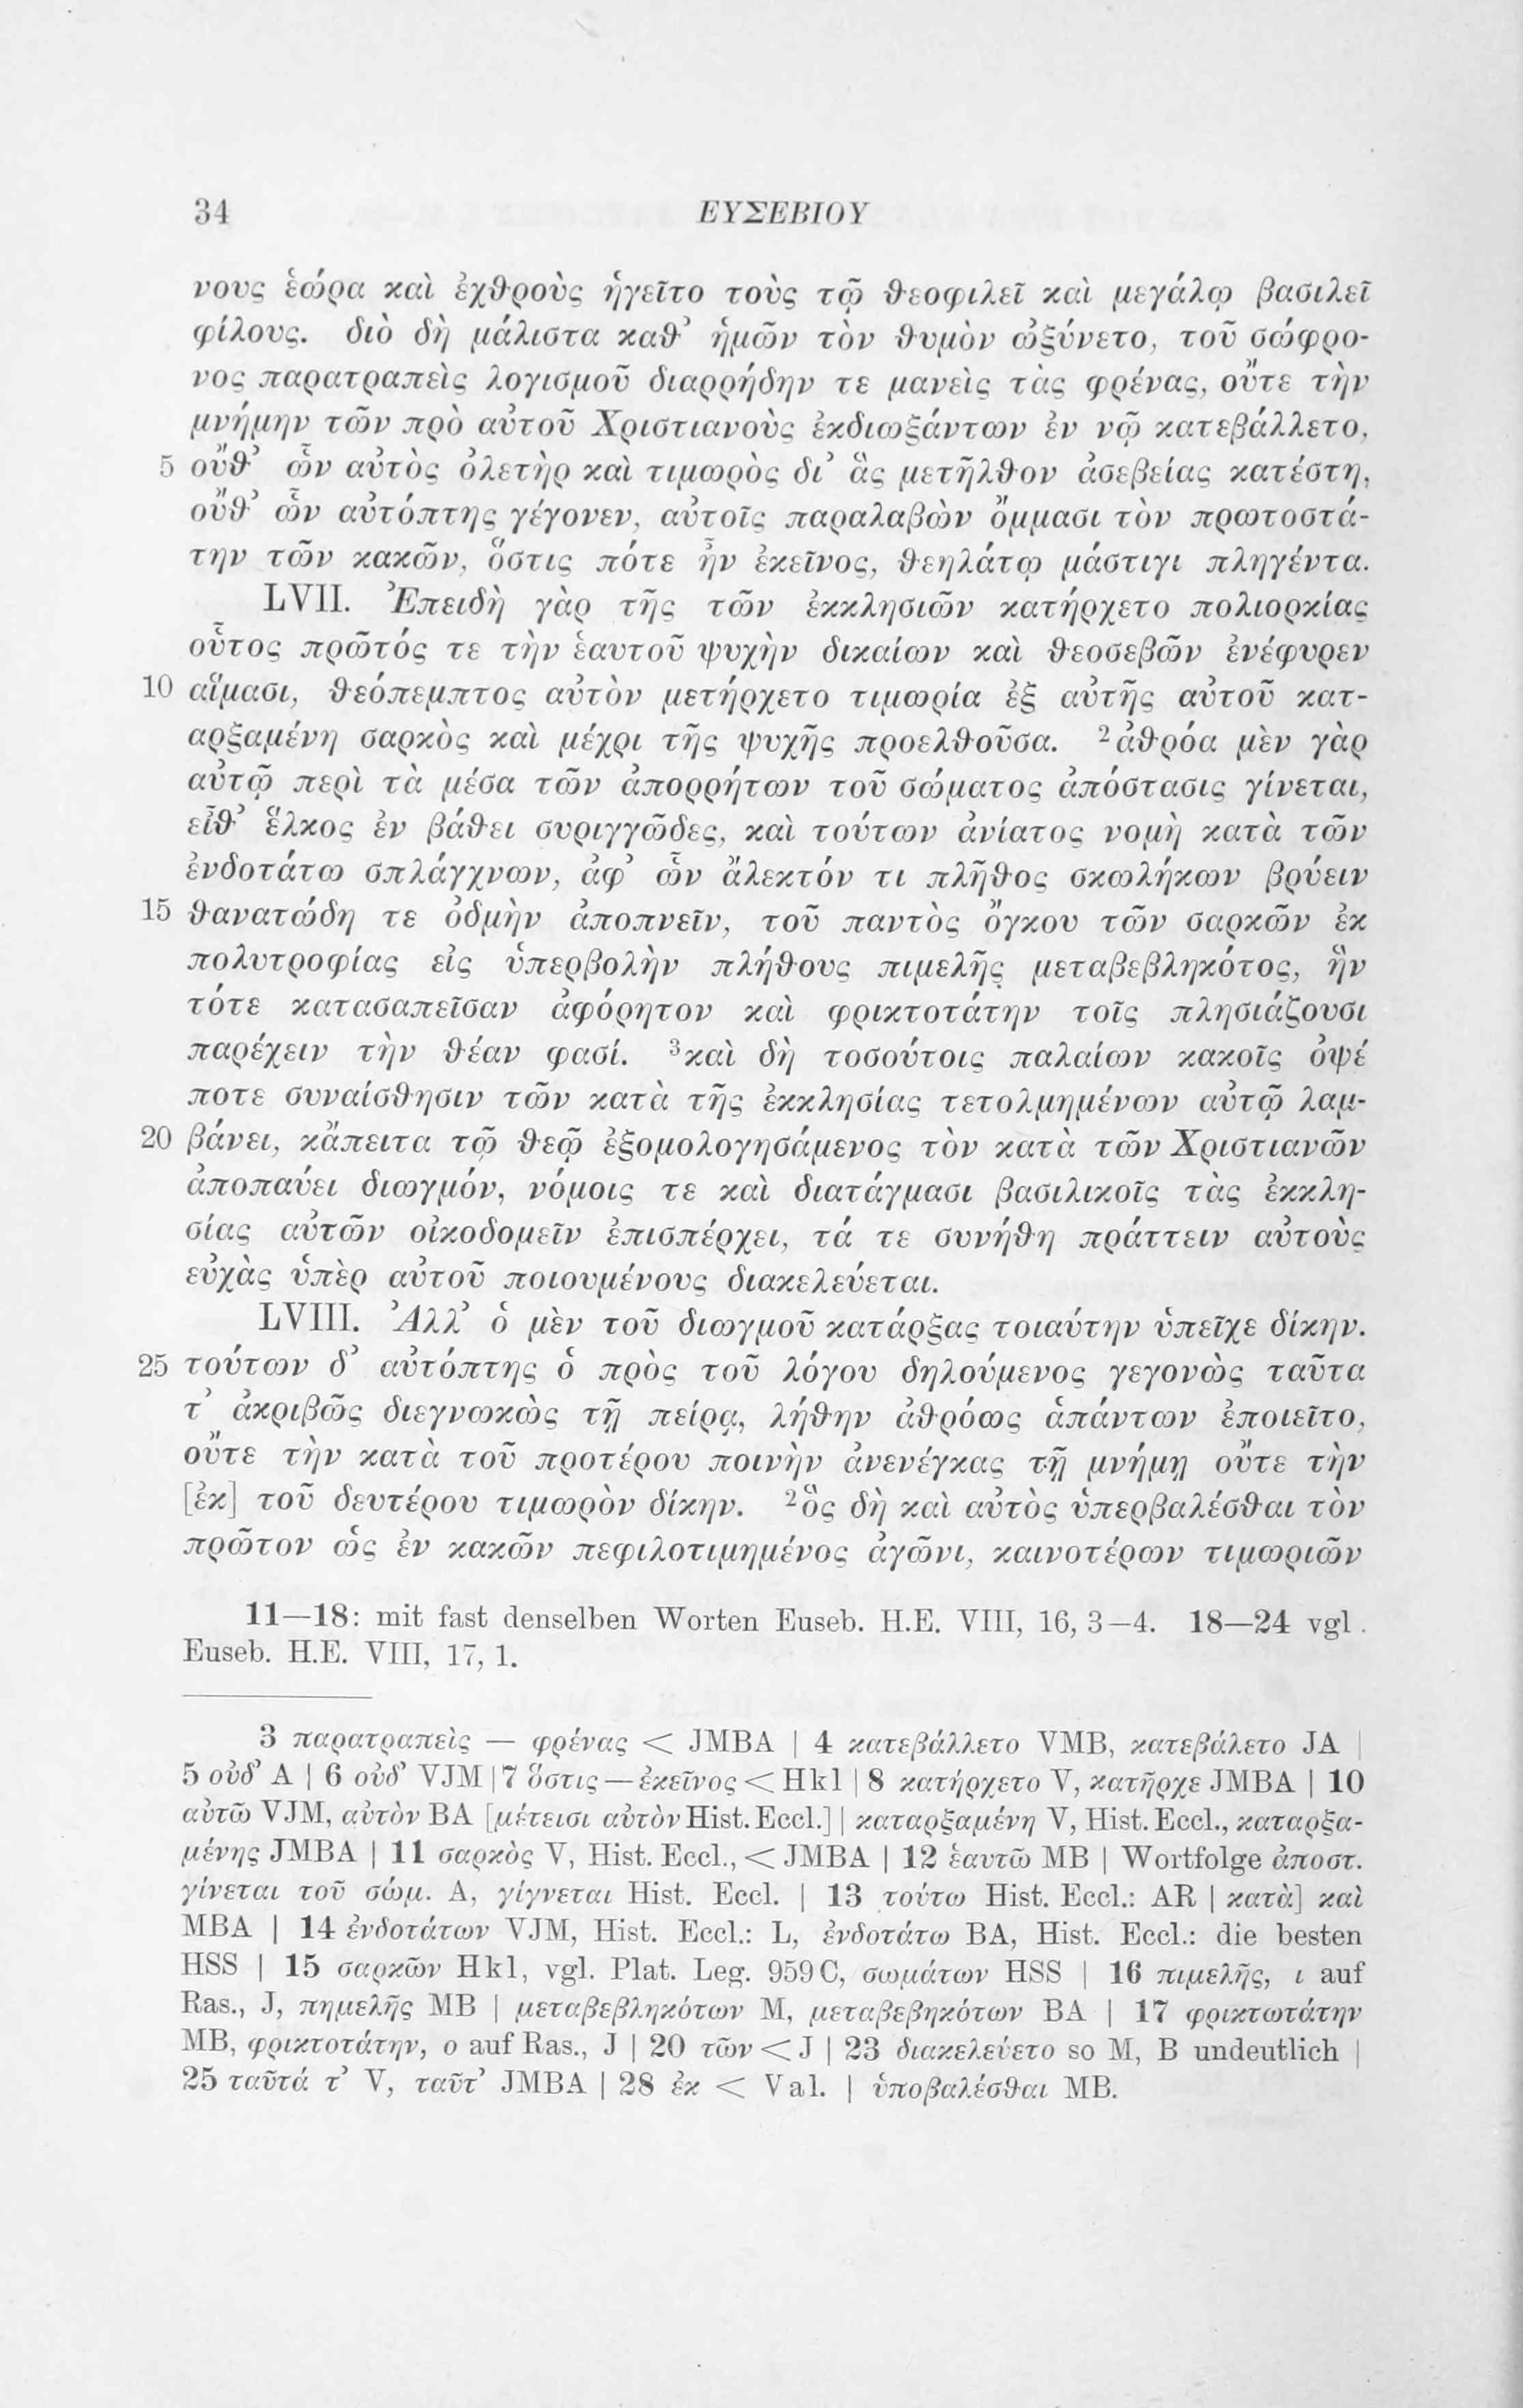 34 ΕΥΣΕΒΙΟΥ
νους ἑώρα καὶ ἐχθροὺς ἡγεῖτο τοὺς τῷ θεοφιλεῖ καὶ μεγάλῳ βασιλεῖ
φίλους. διὸ δὴ μάλιστα καθ’ ἡμῶν τὸν θυμὸν ὠξύνετο, τοῦ σώφρο-
νος παρατραπεὶς λογισμοῦ διαρρήδην τε μανεὶς τὰς φρένας, οὔτε τὴν
μνήμην τῶν πρὸ αὐτοῦ Χριστιανοὺς ἐκδιωξάντων ἐν νῷ κατεβάλλετο,
5 οὔθ’ ὧν αὐτὸς ὀλετὴρ καὶ τιμωρὸς δι’ ἃς μετῆλθον ἀσεβείας κατέστη,
οὔθ’ ὧν αὐτόπτης γέγονεν, αὐτοῖς παραλαβὼν ὄμμασι τὸν πρωτοστά-
την τῶν κακῶν, ὅστις πότε ἦν ἐκεῖνος, θεηλάτῳ μάστιγι πληγέντα.
LVII. Ἐπειδὴ γὰρ τῆς τῶν ἐκκλησιῶν κατήρχετο πολιορκίας
οὗτος πρῶτός τε τὴν ἑαυτοῦ ψυχὴν δικαίων καὶ θεοσεβῶν ἐνέφυρεν
10 αἵμασι, θεόπεμπτος αὐτὸν μετήρχετο τιμωρία ἐξ αὐτῆς αὐτοῦ κατ-
αρξαμένη σαρκὸς καὶ μέχρι τῆς ψυχῆς προελθοῦσα. ²ἀθρόα μὲν γὰρ
αὐτῷ περὶ τὰ μέσα τῶν ἀπορρήτων τοῦ σώματος ἀπόστασις γίνεται,
εἶθ’ ἕλκος ἐν βάθει συριγγῶδες, καὶ τούτων ἀνίατος νομὴ κατὰ τῶν
ἐνδοτάτω σπλάγχνων, ἀφ’ ὧν ἄλεκτόν τι πλῆθος σκωλήκων βρύειν
15 θανατώδη τε ὀδμὴν ἀποπνεῖν, τοῦ παντὸς ὄγκου τῶν σαρκῶν ἐκ
πολυτροφίας εἰς ὑπερβολὴν πλήθους πιμελῆς μεταβεβληκότος, ἣν
τότε κατασαπεῖσαν ἀφόρητον καὶ φρικτοτάτην τοῖς πλησιάζουσι
παρέχειν τὴν θέαν φασί. ³καὶ δὴ τοσούτοις παλαίων κακοῖς ὀψέ
ποτε συναίσθησιν τῶν κατὰ τῆς ἐκκλησίας τετολμημένων αὐτῷ λαμ-
20 βάνει, κἄπειτα τῷ θεῷ ἐξομολογησάμενος τὸν κατὰ τῶν Χριστιανῶν
ἀποπαύει διωγμόν, νόμοις τε καὶ διατάγμασι βασιλικοῖς τὰς ἐκκλη-
σίας αὐτῶν οἰκοδομεῖν ἐπισπέρχει, τά τε συνήθη πράττειν αὐτοὺς
εὐχὰς ὑπὲρ αὐτοῦ ποιουμένους διακελεύεται.
LVIII. Ἀλλ’ ὁ μὲν τοῦ διωγμοῦ κατάρξας τοιαύτην ὑπεῖχε δίκην.
25 τούτων δ’ αὐτόπτης ὁ πρὸς τοῦ λόγου δηλούμενος γεγονὼς ταῦτα
τ’ ἀκριβῶς διεγνωκὼς τῇ πείρᾳ, λήθην ἀθρόως ἁπάντων ἐποιεῖτο,
οὔτε τὴν κατὰ τοῦ προτέρου ποινὴν ἀνενέγκας τῇ μνήμῃ οὔτε τὴν
[ἐκ] τοῦ δευτέρου τιμωρὸν δίκην. ²ὃς δὴ καὶ αὐτὸς ὑπερβαλέσθαι τὸν
πρῶτον ὡς ἐν κακῶν πεφιλοτιμημένος ἀγῶνι, καινοτέρων τιμωριῶν
11—18: mit fast denselben Worten Euseb. H.E. VIII, 16, 3—4. 18—24 vgl.
Euseb. H.E. VIII, 17, 1.
3 παρατραπεὶς — φρένας < JMBA | 4 κατεβάλλετο VMB, κατεβάλετο JA |
5 οὐδ’ A | 6 οὐδ’ VJM | 7 ὅστις — ἐκεῖνος < Hkl | 8 κατήρχετο V, κατῆρχε JMBA | 10
αὐτῶ VJM, αὐτὸν BA [μέτεισι αὐτὸν Hist. Eccl.] | καταρξαμένη V, Hist. Eccl., καταρξα-
μένης JMBA | 11 σαρκὸς V, Hist. Eccl., < JMBA | 12 ἑαυτῶ MB | Wortfolge ἀποστ.
γίνεται τοῦ σώμ. A, γίγνεται Hist. Eccl. | 13 τούτω Hist. Eccl.: AR | κατὰ] καὶ
MBA | 14 ἐνδοτάτων VJM, Hist. Eccl.: L, ἐνδοτάτω BA, Hist. Eccl.: die besten
HSS | 15 σαρκῶν Hkl, vgl. Plat. Leg. 959 C, σωμάτων HSS | 16 πιμελῆς, ι auf
Ras., J, πημελῆς MB | μεταβεβληκότων M, μεταβεβηκότων BA | 17 φρικτωτάτην
MB, φρικτοτάτην, ο auf Ras., J | 20 τῶν < J | 23 διακελεύετο so M, B undeutlich |
25 ταῦτά τ’ V, ταῦτ’ JMBA | 28 ἐκ < Val. | ὑποβαλέσθαι MB.